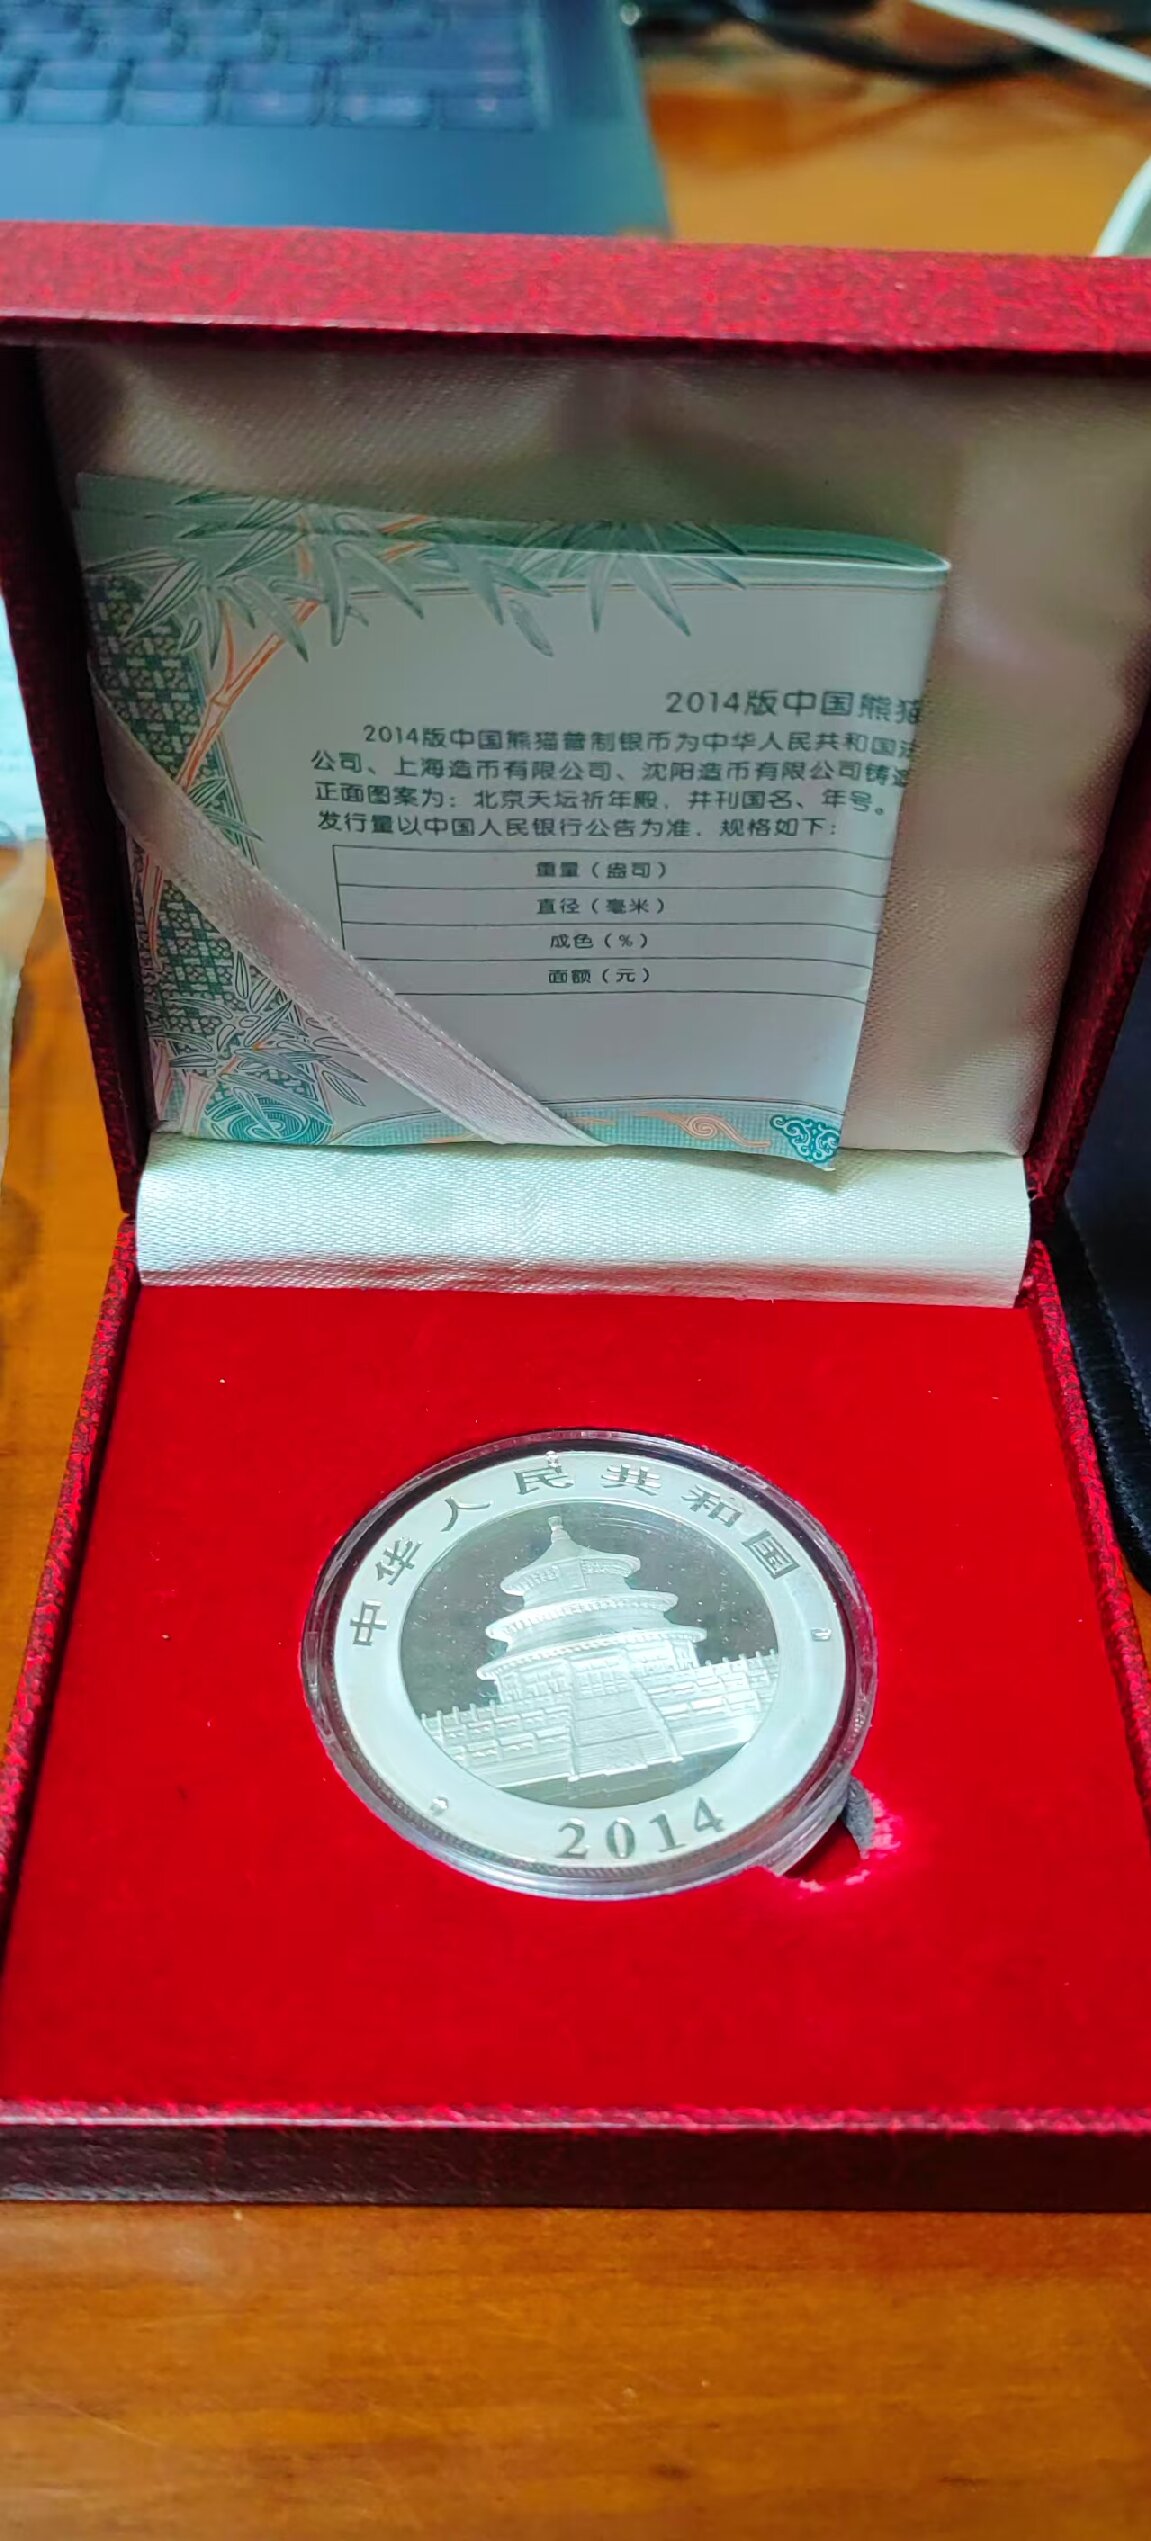 2014版中国熊猫
2014版中国熊猫普制银币为中华人民共和国法
公司、上海造币有限公司、沈阳造币有限公司铸造
正面图案为：北京天坛祈年殿，并刊国名、年号。
发行量以中国人民银行公告为准，规格如下：
重量（盎司）
直径（毫米）
成色（%）
面额（元）
中华人民共和国
2014